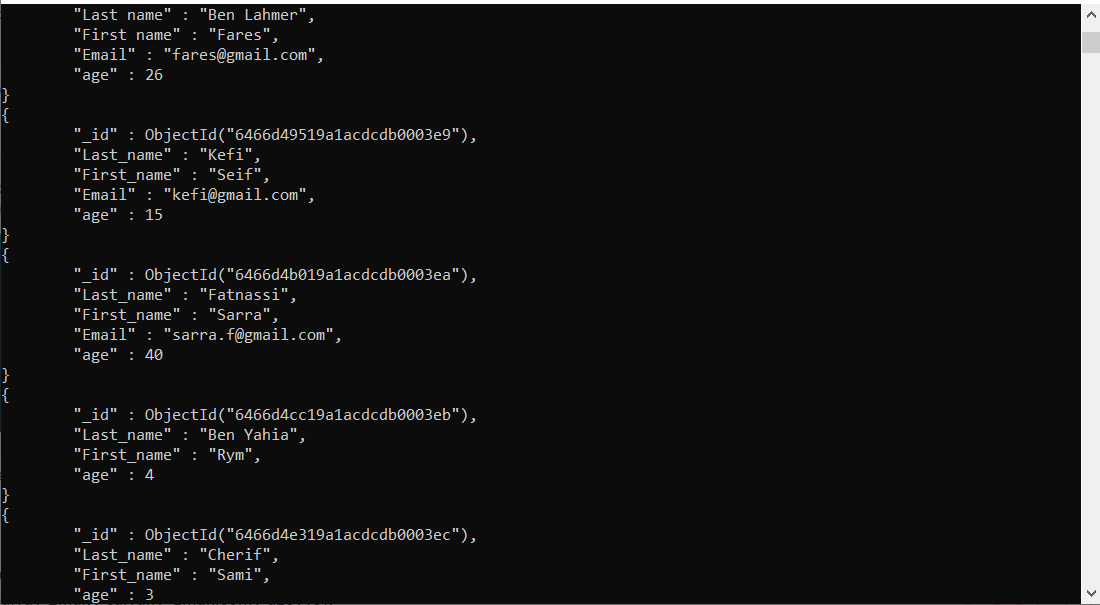 "Last name" : "Ben Lahmer",
"First name" : "Fares",
"Email" : "fares@gmail.com",
"age" : 26
}
{
"_id" : ObjectId("6466d49519a1acdcdb0003e9"),
"Last_name" : "Kefi",
"First_name" : "Seif",
"Email" : "kefi@gmail.com",
"age" : 15
}
{
"_id" : ObjectId("6466d4b019a1acdcdb0003ea"),
"Last_name" : "Fatnassi",
"First_name" : "Sarra",
"Email" : "sarra.f@gmail.com",
"age" : 40
}
{
"_id" : ObjectId("6466d4cc19a1acdcdb0003eb"),
"Last_name" : "Ben Yahia",
"First_name" : "Rym",
"age" : 4
}
{
"_id" : ObjectId("6466d4e319a1acdcdb0003ec"),
"Last_name" : "Cherif",
"First_name" : "Sami",
"age" : 3